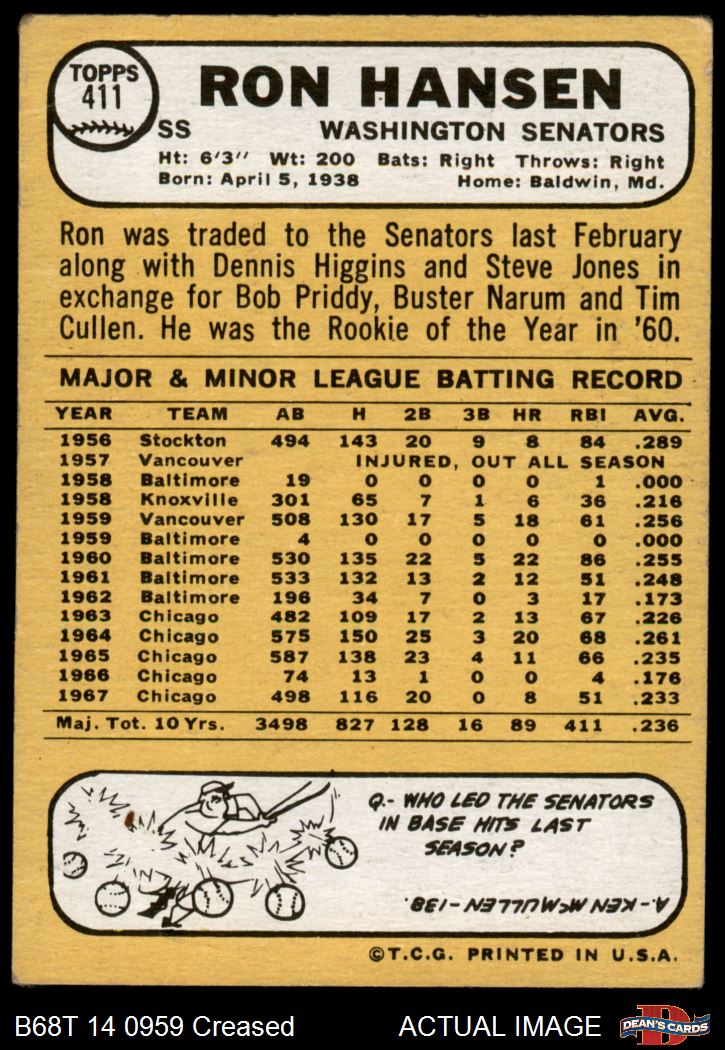 TOPPS
411
RON HANSEN
SS WASHINGTON SENATORS
Ht: 6'3" Wt: 200 Bats: Right Throws: Right
Born: April 5, 1938 Home: Baldwin, Md.
Ron was traded to the Senators last February
along with Dennis Higgins and Steve Jones in
exchange for Bob Priddy, Buster Narum and Tim
Cullen. He was the Rookie of the Year in '60.
MAJOR & MINOR LEAGUE BATTING RECORD
YEAR TEAM AB H 2B 3B HR RBI AVG.
1956 Stockton 494 143 20 9 8 84 .289
1957 Vancouver INJURED, OUT ALL SEASON
1958 Baltimore 19 0 0 0 0 1 .000
1958 Knoxville 301 65 7 1 6 36 .216
1959 Vancouver 508 130 17 5 18 61 .256
1959 Baltimore 4 0 0 0 0 0 .000
1960 Baltimore 530 135 22 5 22 86 .255
1961 Baltimore 533 132 13 2 12 51 .248
1962 Baltimore 196 34 7 0 3 17 .173
1963 Chicago 482 109 17 2 13 67 .226
1964 Chicago 575 150 25 3 20 68 .261
1965 Chicago 587 138 23 4 11 66 .235
1966 Chicago 74 13 1 0 0 4 .176
1967 Chicago 498 116 20 0 8 51 .233
Maj. Tot. 10 Yrs. 3498 827 128 16 89 411 .236
Q.- WHO LED THE SENATORS
IN BASE HITS LAST
SEASON?
A.- KEN McMULLEN -138.
©T.C.G. PRINTED IN U.S.A.
B68T 14 0959 Creased ACTUAL IMAGE
D
DEAN'S CARDS